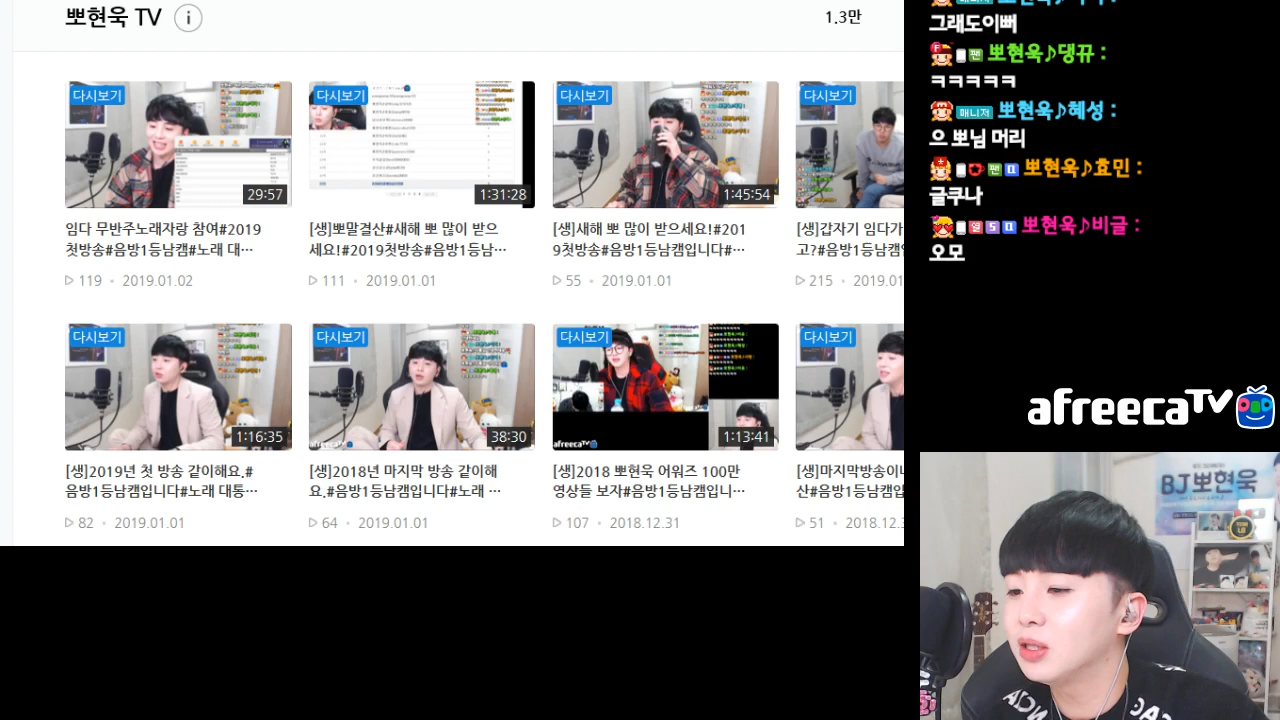 뽀현욱 TV
1.3만
다시보기
29:57
임다 무반주노래자랑 참여#2019
첫방송#음방1등남캠#노래 대···
119 • 2019.01.02
다시보기
1:31:28
[생]뽀말결산#새해 뽀 많이 받으
세요!#2019첫방송#음방1등남···
111 • 2019.01.01
다시보기
1:45:54
[생]새해 뽀 많이 받으세요!#201
9첫방송#음방1등남캠입니다#···
55 • 2019.01.01
다시보기
[생]갑자기 임다가
고?#음방1등남캠
215 • 2019.01
다시보기
1:16:35
[생]2019년 첫 방송 같이해요.#
음방1등남캠입니다#노래 대통···
82 • 2019.01.01
다시보기
afreecaTV
38:30
[생]2018년 마지막 방송 같이해
요.#음방1등남캠입니다#노래 ···
64 • 2019.01.01
다시보기
afreecaTV
1:13:41
[생]2018 뽀현욱 어워즈 100만
영상들 보자#음방1등남캠입니···
107 • 2018.12.31
다시보기
[생]마지막방송이
산#음방1등남캠
51 • 2018.12.3
그래도이뻐
팬 뽀현욱♪댕뀨 :
ㅋㅋㅋㅋㅋ
매니저 뽀현욱♪혜성 :
으 뽀님 머리
팬 뽀현욱♪효민 :
글쿠나
열 5 뽀현욱♪비글 :
오모
afreecaTV
BJ뽀현욱